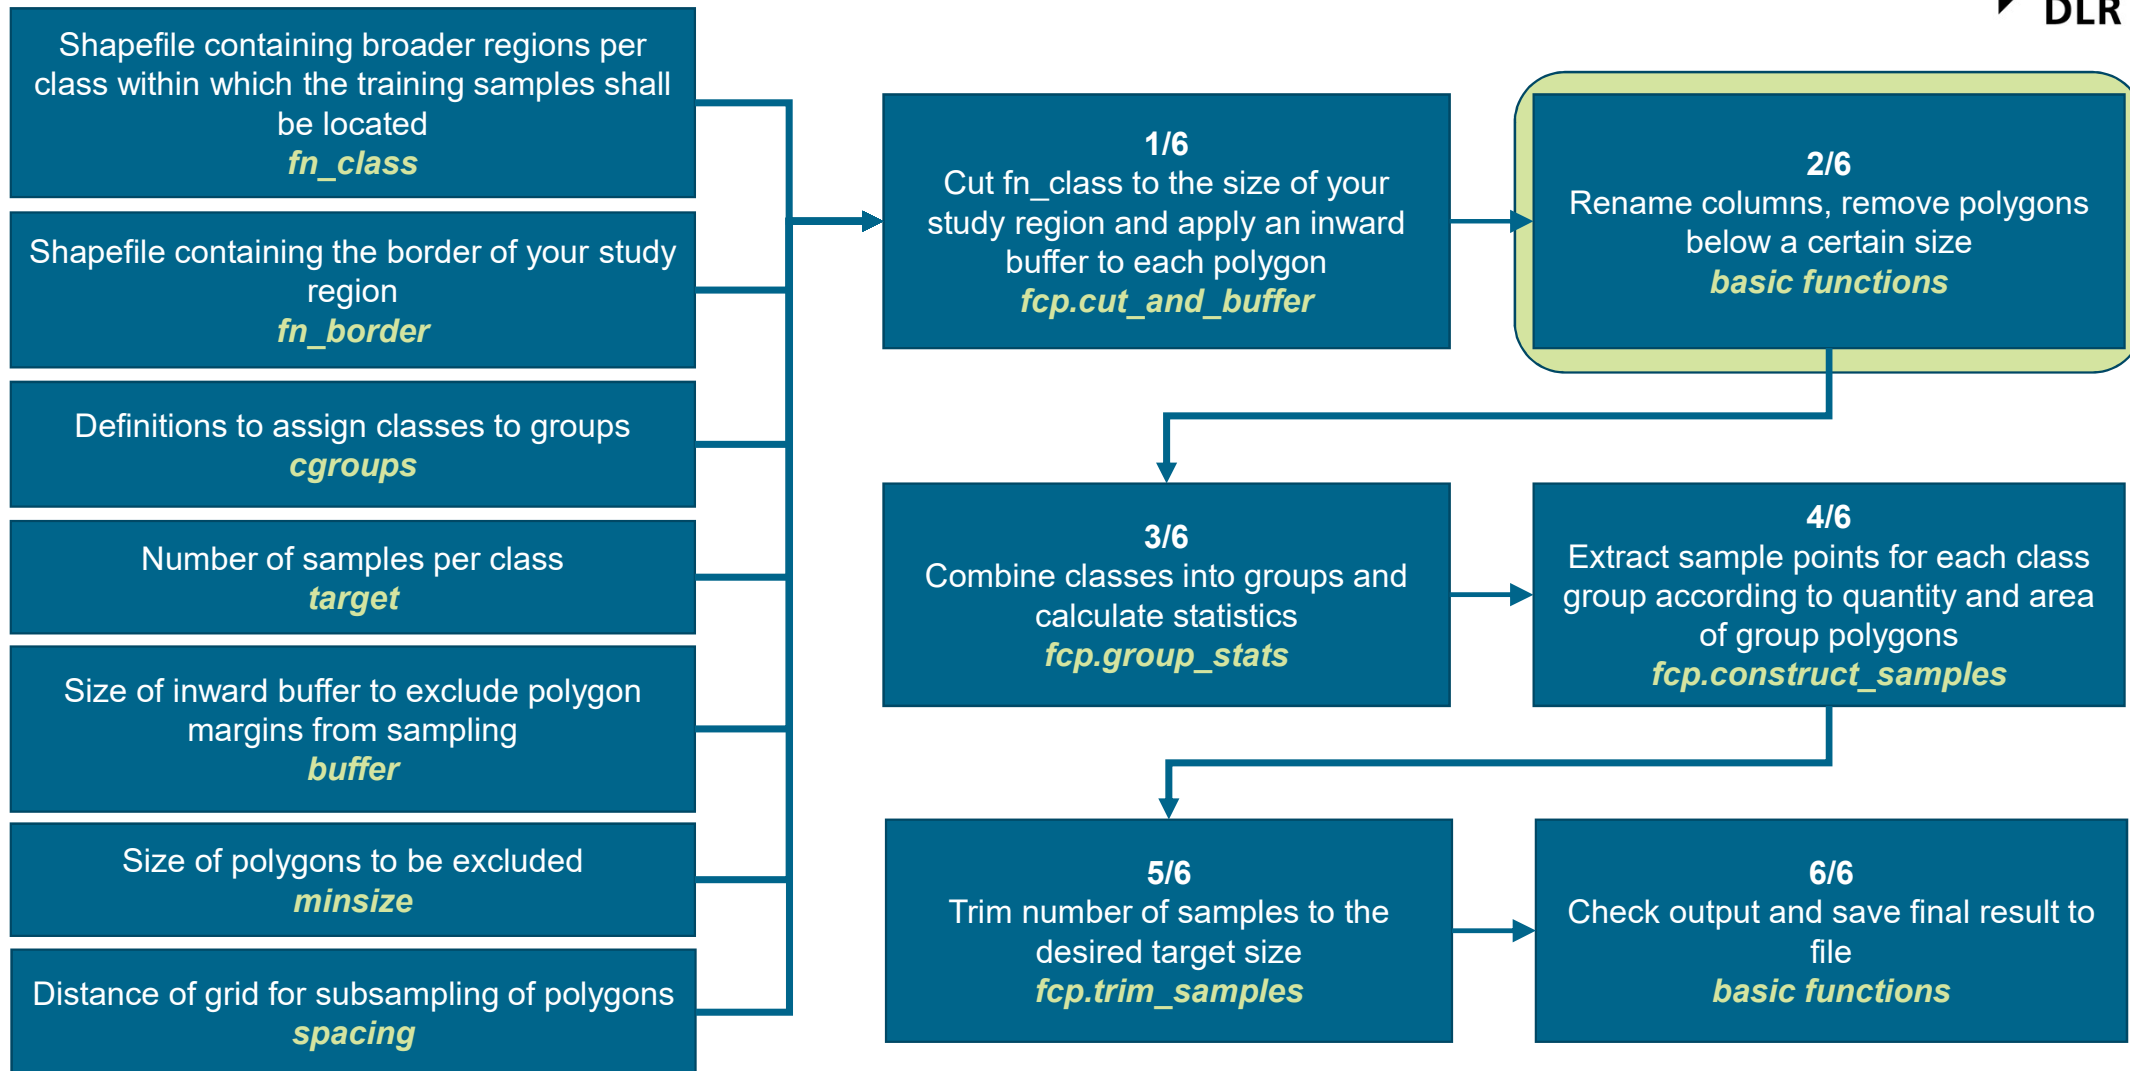 DLR
Shapefile containing broader regions per
class within which the training samples shall
be located
fn_class
Shapefile containing the border of your study
region
fn_border
Definitions to assign classes to groups
cgroups
Number of samples per class
target
Size of inward buffer to exclude polygon
margins from sampling
buffer
Size of polygons to be excluded
minsize
Distance of grid for subsampling of polygons
spacing
1/6
Cut fn_class to the size of your
study region and apply an inward
buffer to each polygon
fcp.cut_and_buffer
2/6
Rename columns, remove polygons
below a certain size
basic functions
3/6
Combine classes into groups and
calculate statistics
fcp.group_stats
4/6
Extract sample points for each class
group according to quantity and area
of group polygons
fcp.construct_samples
5/6
Trim number of samples to the
desired target size
fcp.trim_samples
6/6
Check output and save final result to
file
basic functions